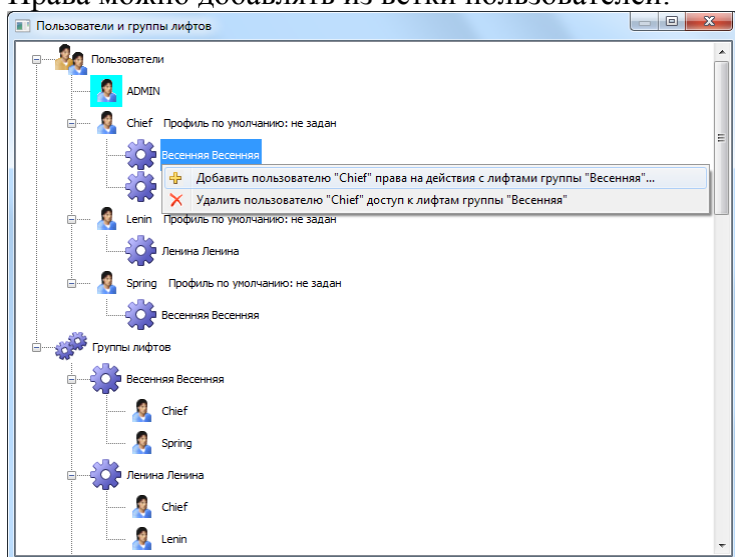 Права можно добавлять из ветки пользователей:
Пользователи и группы лифтов
Пользователи
ADMIN
Chief Профиль по умолчанию: не задан
Весенняя Весенняя
Добавить пользователю "Chief" права на действия с лифтами группы "Весенняя"...
Удалить пользователю "Chief" доступ к лифтам группы "Весенняя"
Lenin Профиль по умолчанию: не задан
Ленина Ленина
Spring Профиль по умолчанию: не задан
Весенняя Весенняя
Группы лифтов
Весенняя Весенняя
Chief
Spring
Ленина Ленина
Chief
Lenin